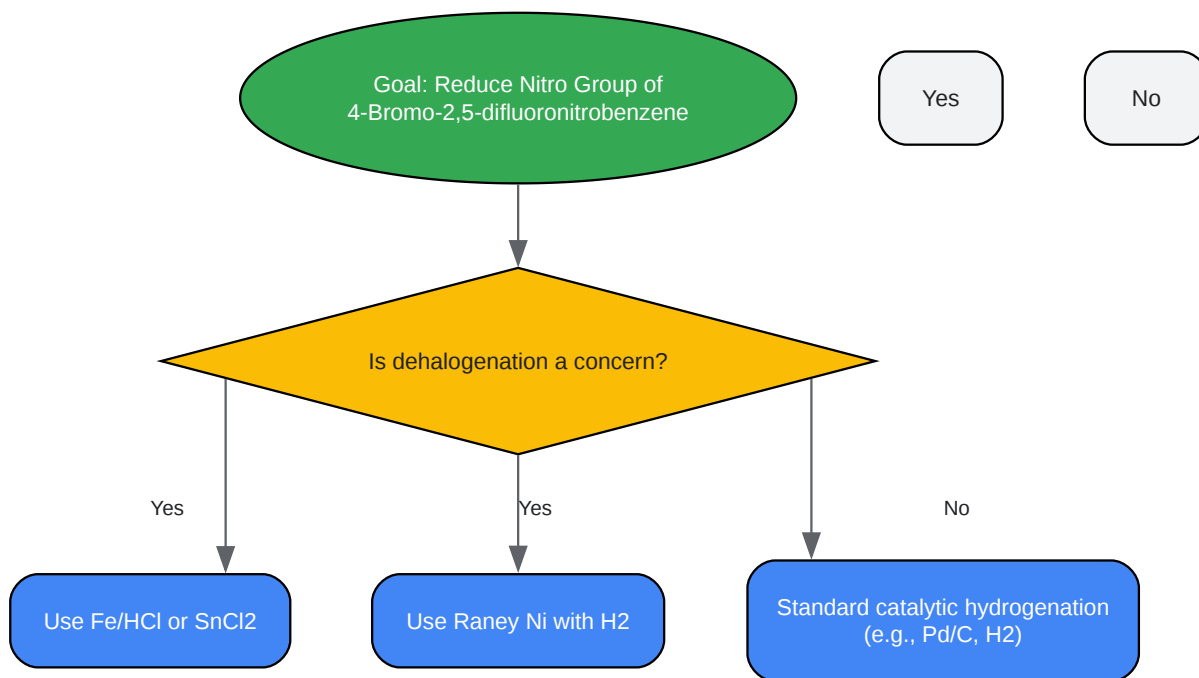 Goal: Reduce Nitro Group of
4-Bromo-2,5-difluoronitrobenzene
Yes
No
Is dehalogenation a concern?
Yes
Yes
No
Use Fe/HCl or SnCl2
Use Raney Ni with H2
Standard catalytic hydrogenation
(e.g., Pd/C, H2)